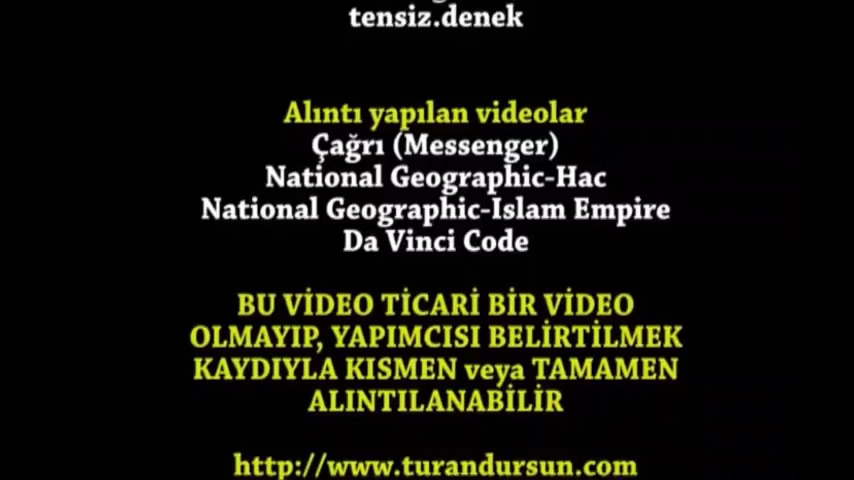 tensiz.denek
Alıntı yapılan videolar
Çağrı (Messenger)
National Geographic-Hac
National Geographic-Islam Empire
Da Vinci Code
BU VİDEO TİCARİ BİR VİDEO
OLMAYIP, YAPIMCISI BELİRTİLMEK
KAYDIYLA KISMEN veya TAMAMEN
ALINTILANABİLİR
http://www.turandursun.com